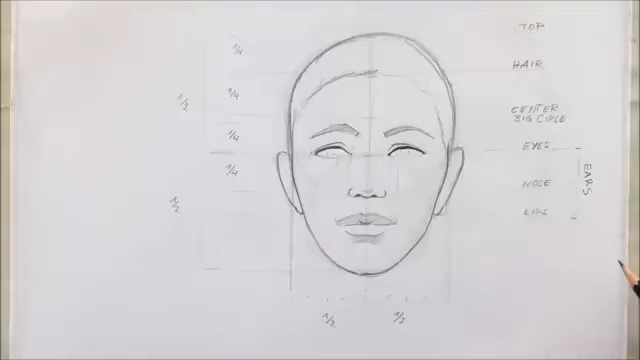 TOP
1/4
HAIR
1/4
1/2
CENTER
BIG CIRLE
1/4
EYES
1/4
EARS
NOSE
1/2
LIPS
1/2
1/2